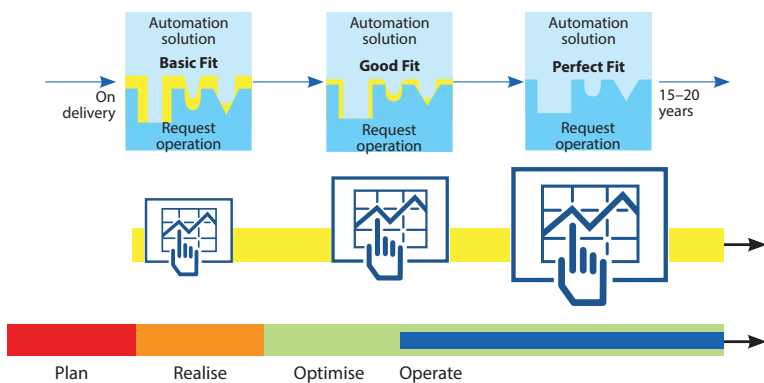 Automation
solution
Basic Fit
Request
operation
Automation
solution
Good Fit
Request
operation
Automation
solution
Perfect Fit
Request
operation
On
delivery
15–20
years
Plan
Realise
Optimise
Operate